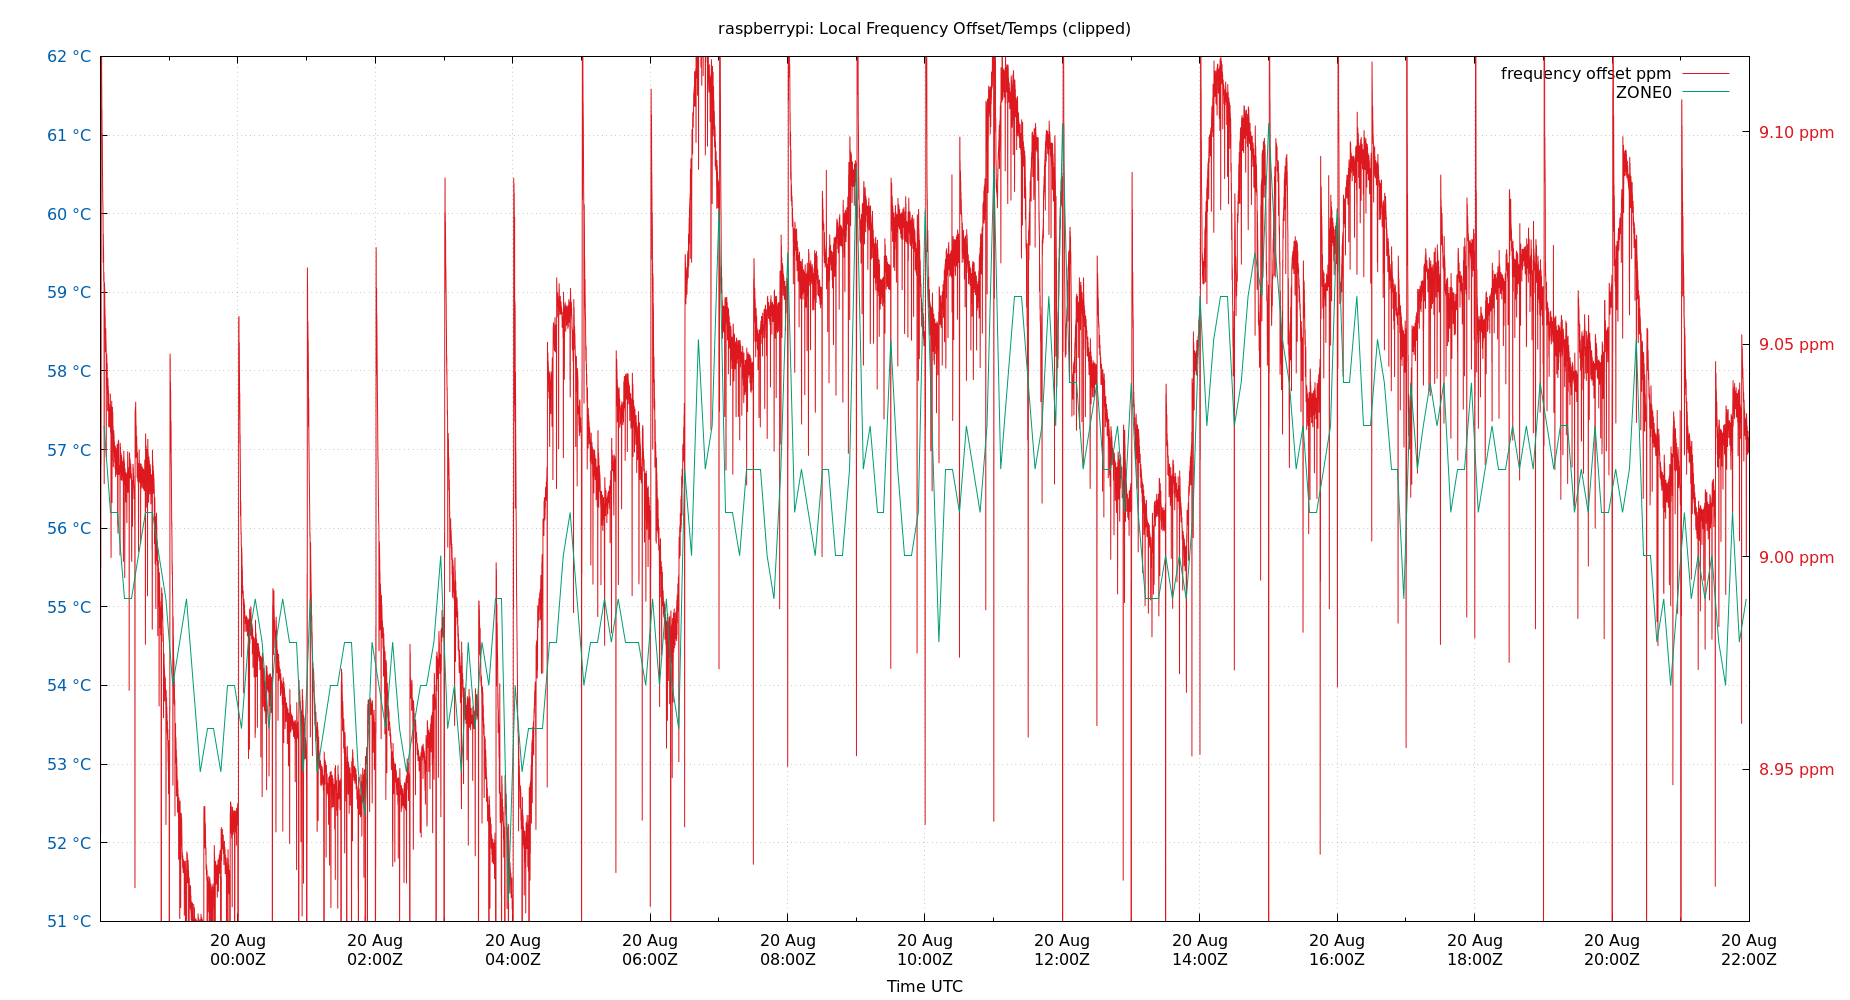 raspberrypi: Local Frequency Offset/Temps (clipped)
62 °C
61 °C
60 °C
59 °C
58 °C
57 °C
56 °C
55 °C
54 °C
53 °C
52 °C
51 °C
frequency offset ppm
ZONE0
9.10 ppm
9.05 ppm
9.00 ppm
8.95 ppm
20 Aug 20 Aug 20 Aug 20 Aug 20 Aug 20 Aug 20 Aug 20 Aug 20 Aug 20 Aug 20 Aug 20 Aug
00:00Z 02:00Z 04:00Z 06:00Z 08:00Z 10:00Z 12:00Z 14:00Z 16:00Z 18:00Z 20:00Z 22:00Z
Time UTC